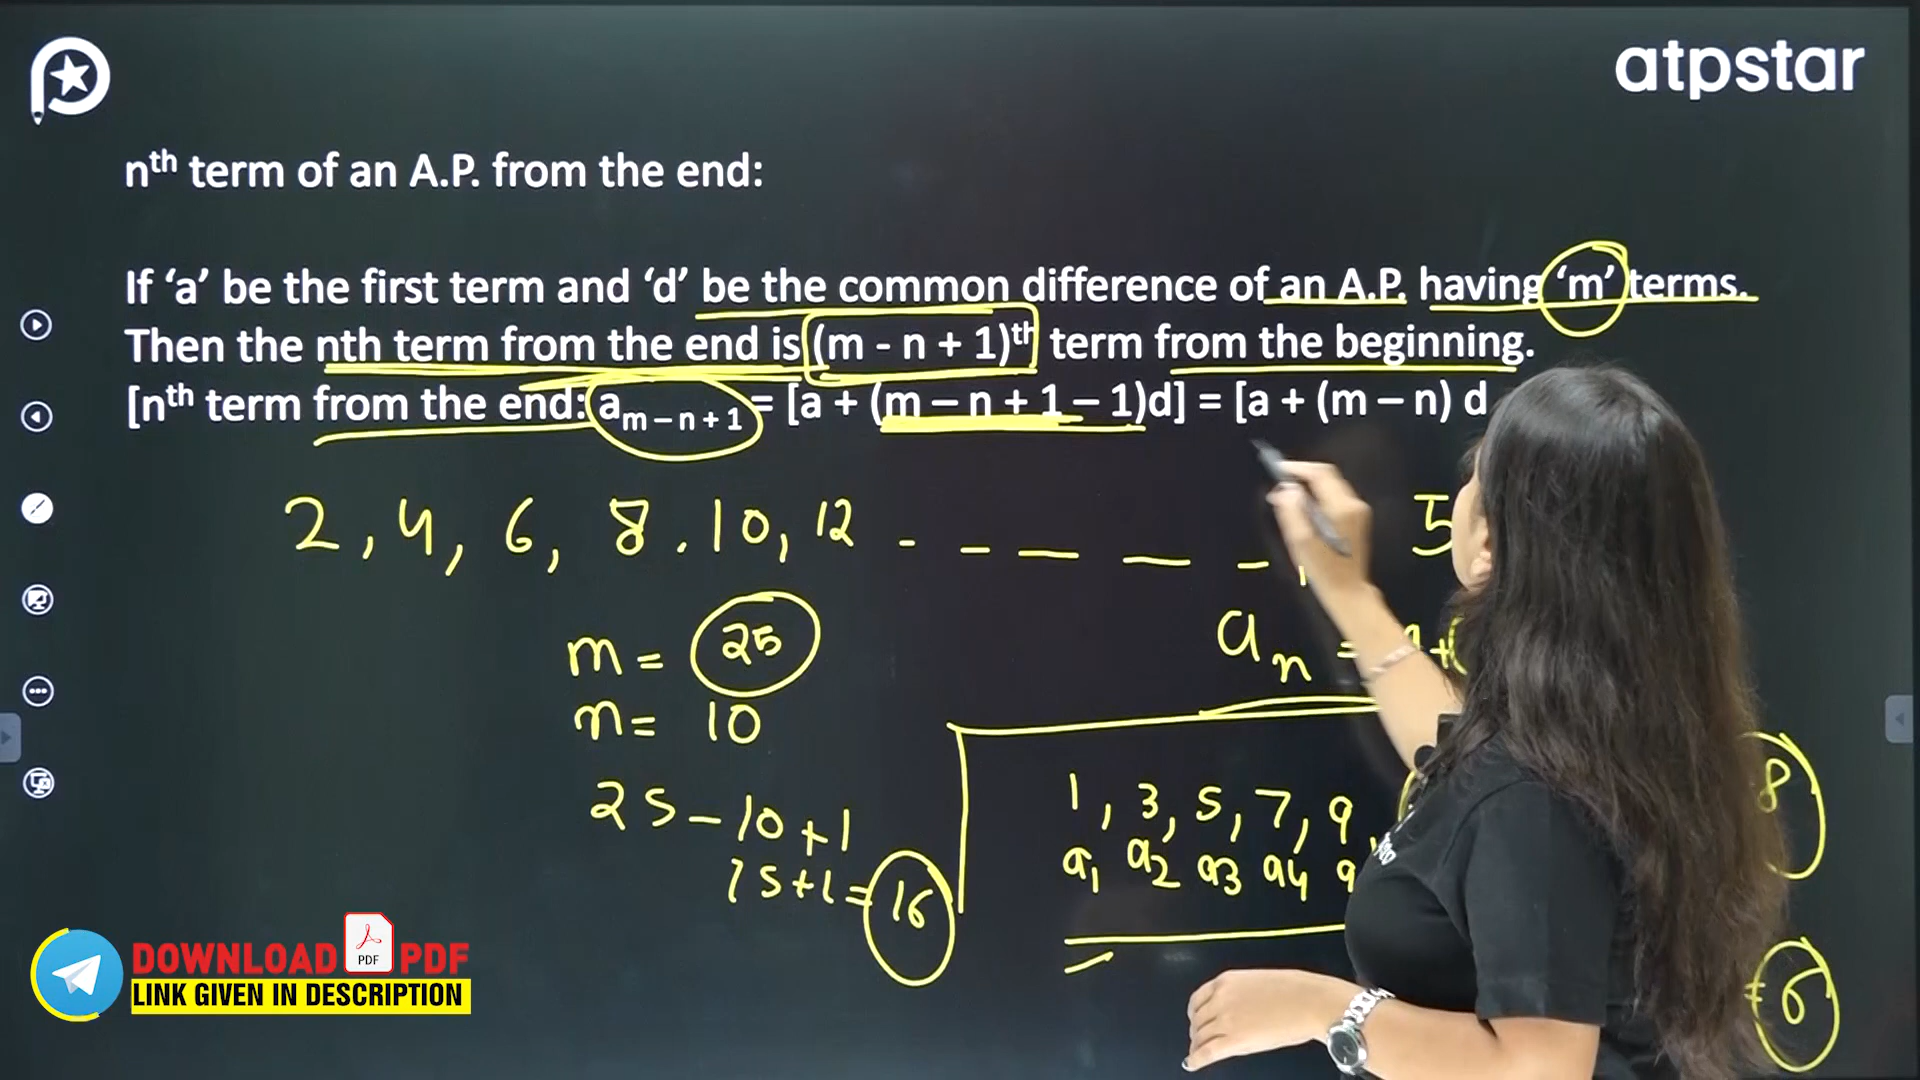 atpstar
nth term of an A.P. from the end:
If ‘a’ be the first term and ‘d’ be the common difference of an A.P. having ‘m’ terms.
Then the nth term from the end is (m - n + 1)th term from the beginning.
[nth term from the end: a m – n + 1 = [a + (m – n + 1 – 1)d] = [a + (m – n) d
2, 4, 6, 8. 10, 12 - - - - - 5
m = 25
n = 10
an =
25 - 10 + 1
15+1 = 16
1, 3, 5, 7, 9
a1 a2 a3 a4
8
= 6
DOWNLOAD PDF
PDF
LINK GIVEN IN DESCRIPTION